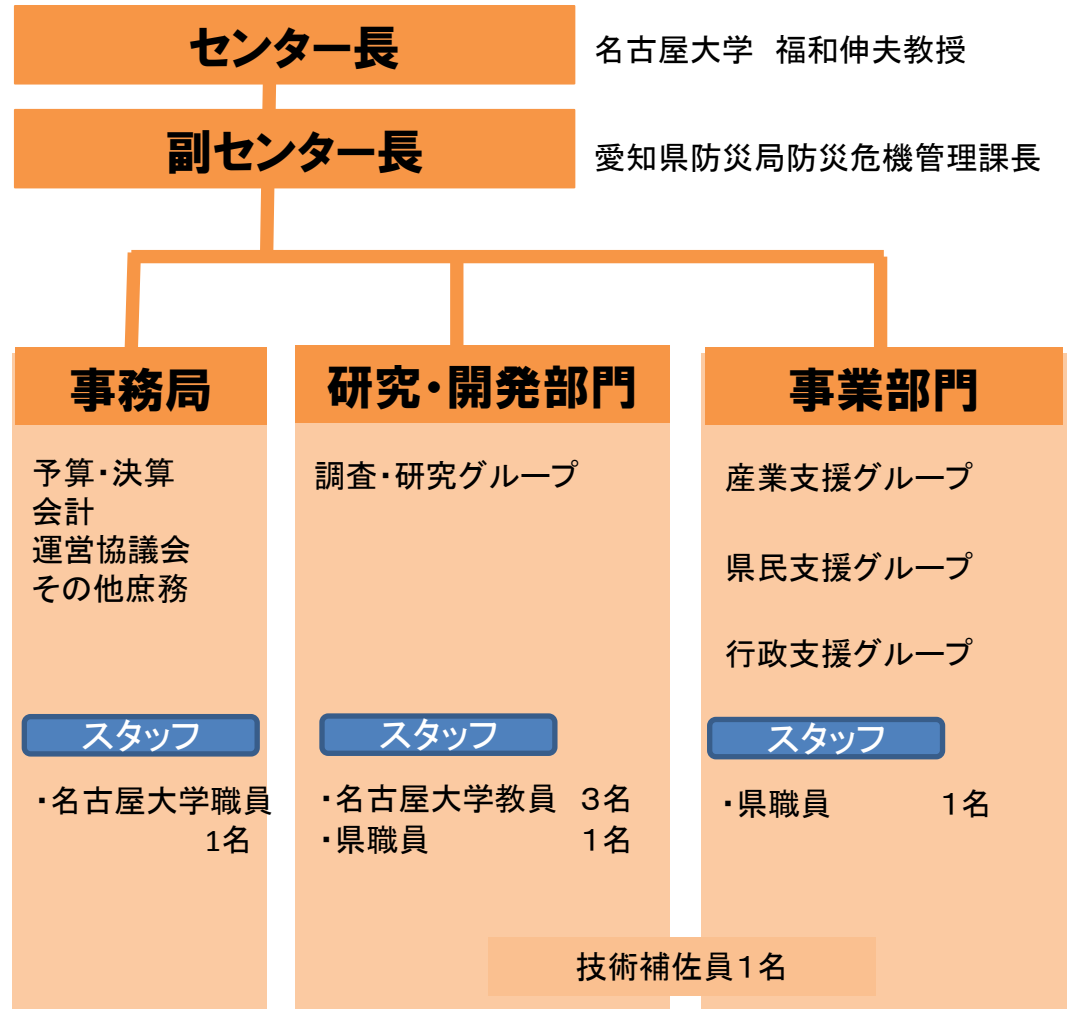 センター長
名古屋大学　福和伸夫教授
副センター長
愛知県防災局防災危機管理課長
事務局
予算・決算
会計
運営協議会
その他庶務
スタッフ
・名古屋大学職員
1名
研究・開発部門
調査・研究グループ
スタッフ
・名古屋大学教員　３名
・県職員　　　　　１名
事業部門
産業支援グループ
県民支援グループ
行政支援グループ
スタッフ
・県職員　　　　１名
技術補佐員１名